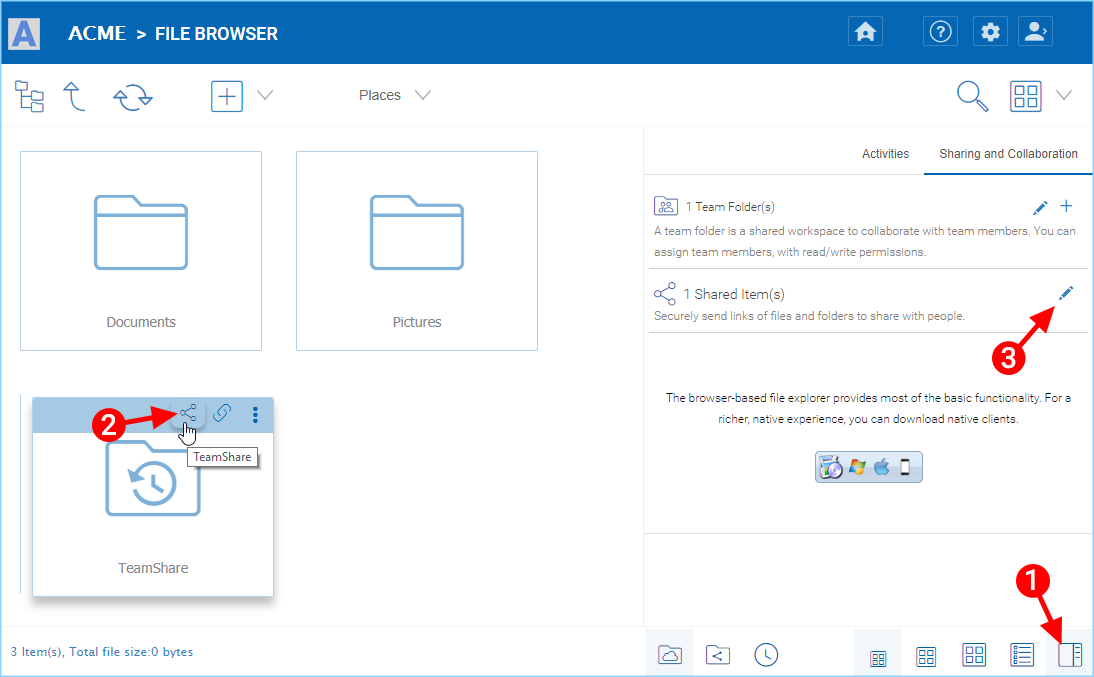 A
ACME > FILE BROWSER
?
Places
Activities
Sharing and Collaboration
Documents
Pictures
1 Team Folder(s)
A team folder is a shared workspace to collaborate with team members. You can
assign team members, with read/write permissions.
1 Shared Item(s)
Securely send links of files and folders to share with people.
3
The browser-based file explorer provides most of the basic functionality. For a
richer, native experience, you can download native clients.
2
TeamShare
TeamShare
1
3 Item(s), Total file size:0 bytes